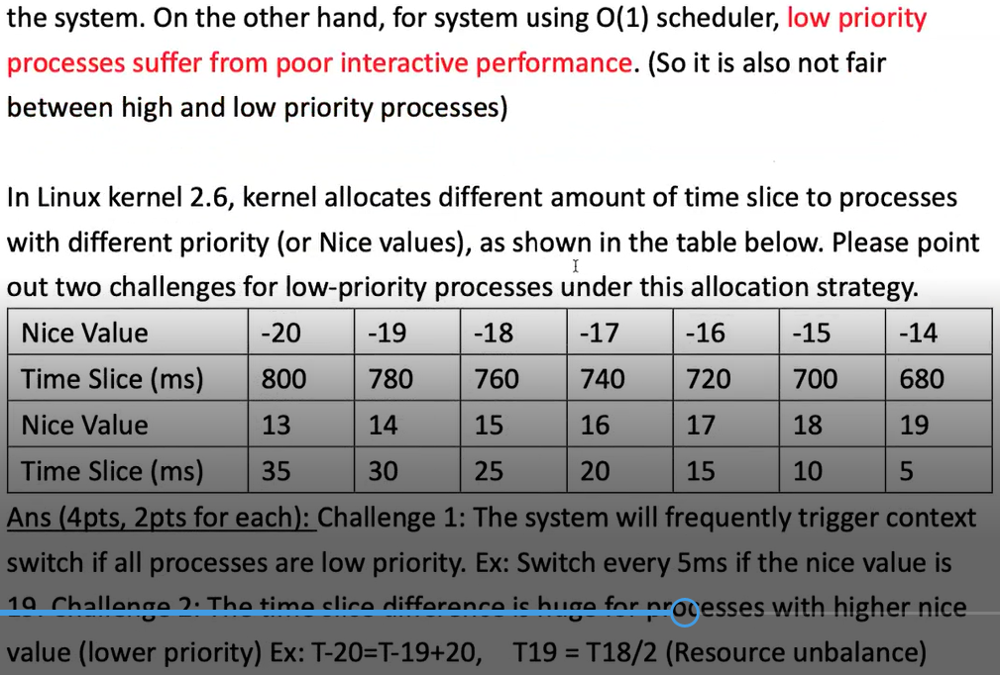 the system. On the other hand, for system using O(1) scheduler, low priority
processes suffer from poor interactive performance. (So it is also not fair
between high and low priority processes)
In Linux kernel 2.6, kernel allocates different amount of time slice to processes
with different priority (or Nice values), as shown in the table below. Please point
out two challenges for low-priority processes under this allocation strategy.
Nice Value -20 -19 -18 -17 -16 -15 -14
Time Slice (ms) 800 780 760 740 720 700 680
Nice Value 13 14 15 16 17 18 19
Time Slice (ms) 35 30 25 20 15 10 5
Ans (4pts, 2pts for each): Challenge 1: The system will frequently trigger context
switch if all processes are low priority. Ex: Switch every 5ms if the nice value is
19. Challenge 2: The time slice difference is huge for processes with higher nice
value (lower priority) Ex: T-20=T-19+20, T19 = T18/2 (Resource unbalance)